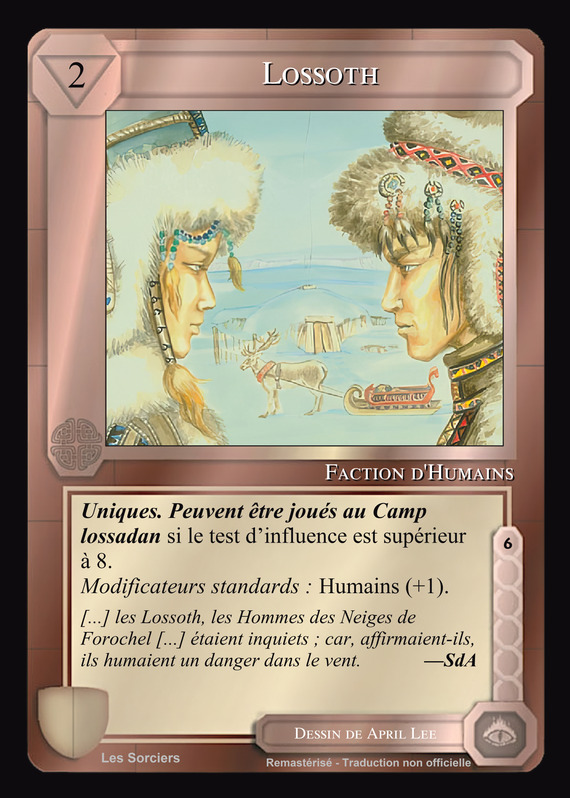 2
Lossoth
Faction d'Humains
Uniques. Peuvent être joués au Camp
lossadan si le test d'influence est supérieur
à 8.
Modificateurs standards : Humains (+1).
[...] les Lossoth, les Hommes des Neiges de
Forochel [...] étaient inquiets ; car, affirmaient-ils,
ils humaient un danger dans le vent. —SdA
6
Dessin de April Lee
Les Sorciers
Remastérisé - Traduction non officielle